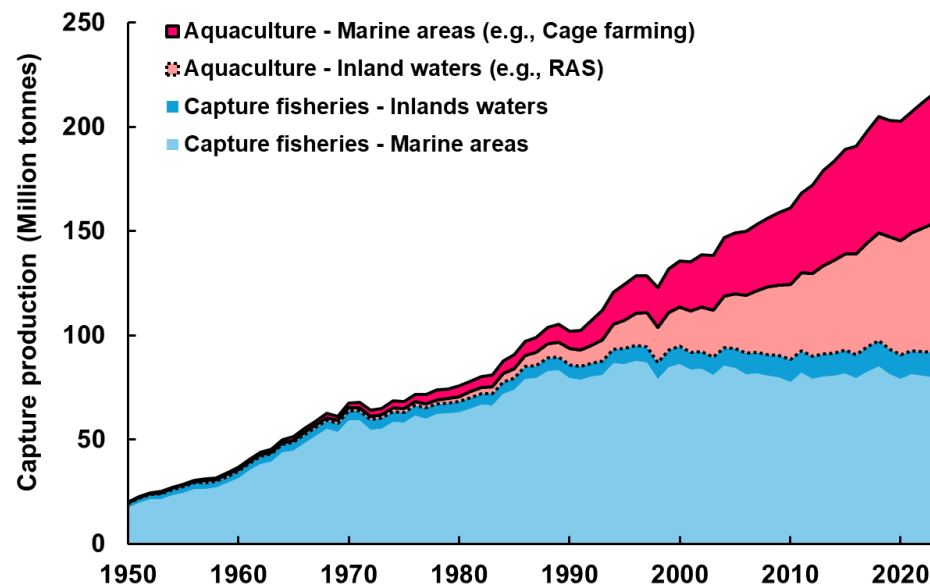 Capture production (Million tonnes)
250
200
150
100
50
0
Aquaculture - Marine areas (e.g., Cage farming)
Aquaculture - Inland waters (e.g., RAS)
Capture fisheries - Inlands waters
Capture fisheries - Marine areas
1950 1960 1970 1980 1990 2000 2010 2020